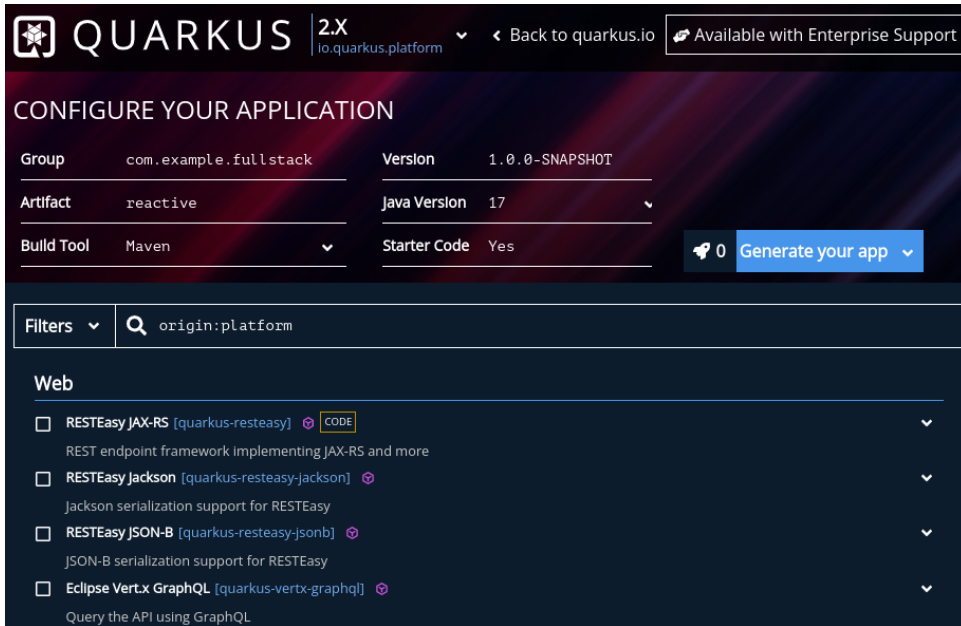 QUARKUS 2.X io.quarkus.platform Back to quarkus.io Available with Enterprise Support
CONFIGURE YOUR APPLICATION
Group com.example.fullstack Version 1.0.0-SNAPSHOT
Artifact reactive Java Version 17
Build Tool Maven Starter Code Yes
0 Generate your app
Filters origin:platform
Web
RESTEasy JAX-RS [quarkus-resteasy] CODE
REST endpoint framework implementing JAX-RS and more
RESTEasy Jackson [quarkus-resteasy-jackson]
Jackson serialization support for RESTEasy
RESTEasy JSON-B [quarkus-resteasy-jsonb]
JSON-B serialization support for RESTEasy
Eclipse Vert.x GraphQL [quarkus-vertx-graphql]
Query the API using GraphQL